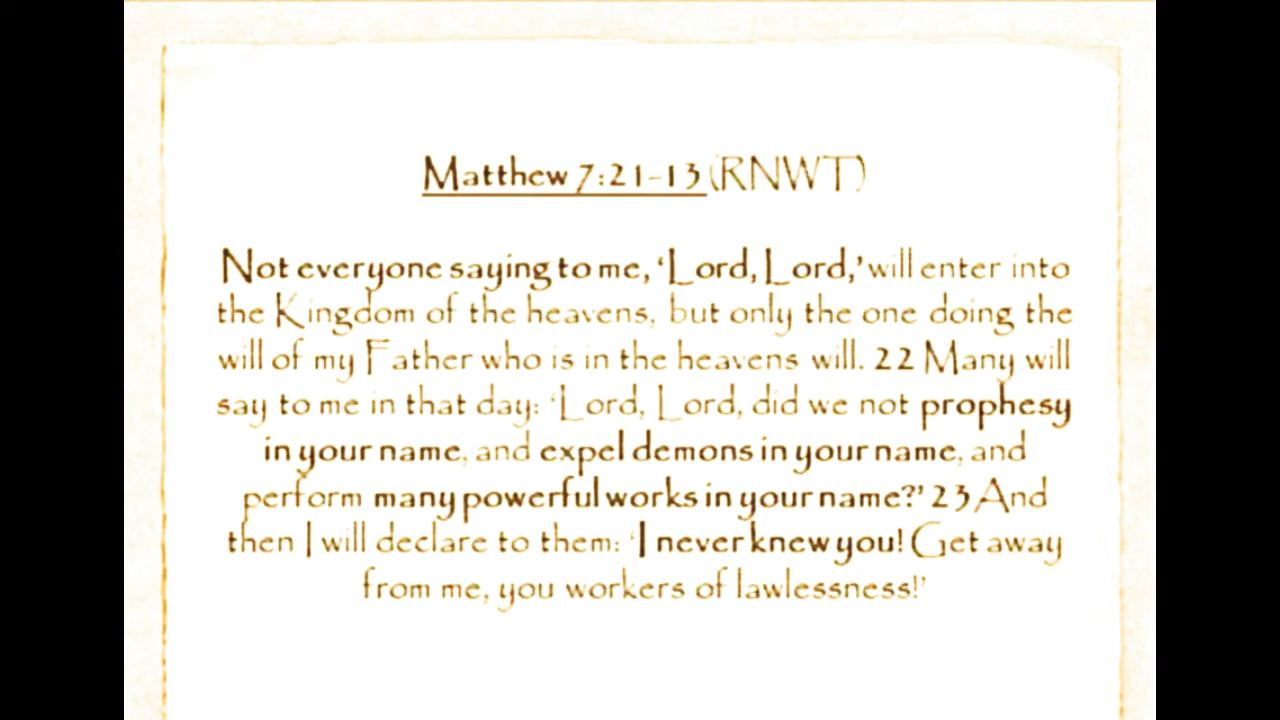 Matthew 7:21-13 (RNWT)
Not everyone saying to me, ‘Lord, Lord,’ will enter into
the Kingdom of the heavens, but only the one doing the
will of my Father who is in the heavens will. 22 Many will
say to me in that day: ‘Lord, Lord, did we not prophesy
in your name, and expel demons in your name, and
perform many powerful works in your name?’ 23 And
then I will declare to them: ‘I never knew you! Get away
from me, you workers of lawlessness!’